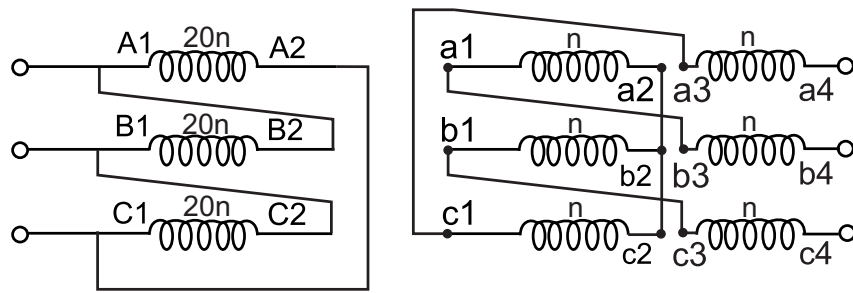 A1 20n A2
B1 20n B2
C1 20n C2
a1 n a2 a3 n a4
b1 n b2 b3 n b4
c1 n c2 c3 n c4